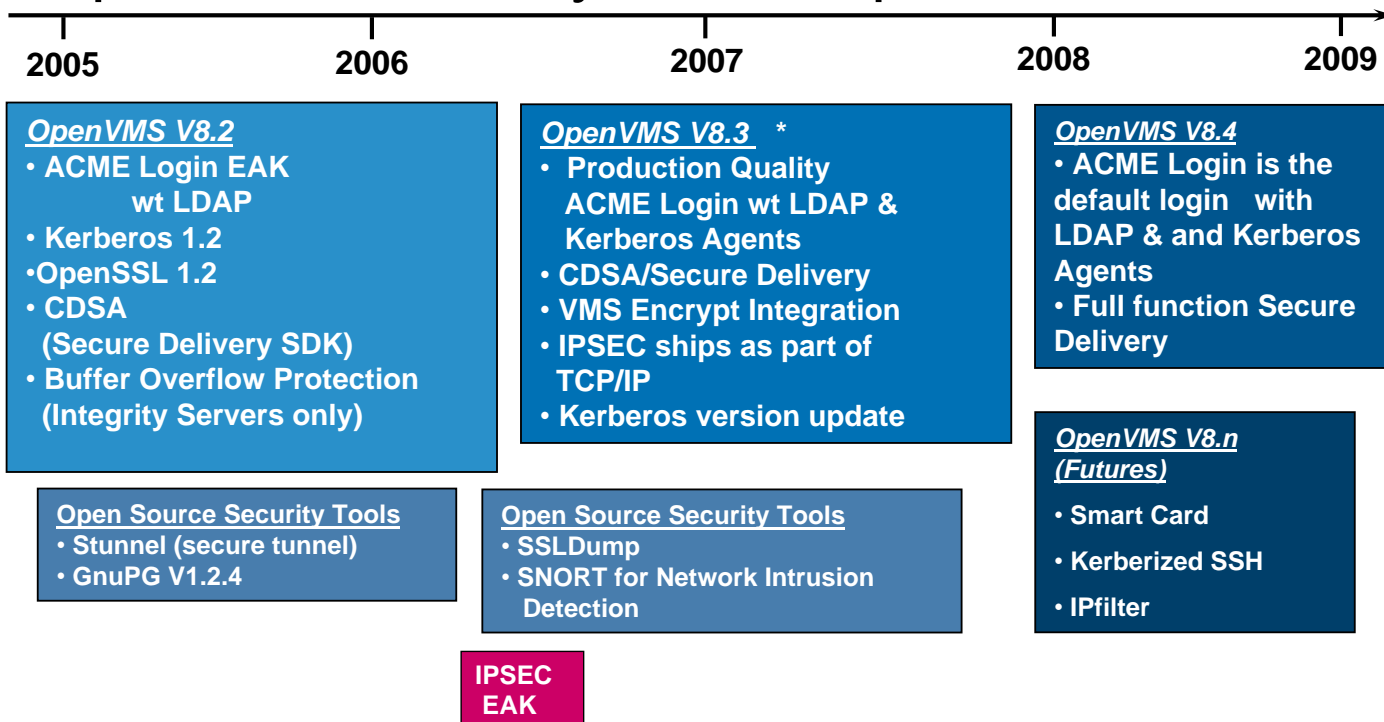 2005 2006 2007 2008 2009
OpenVMS V8.2
• ACME Login EAK
wt LDAP
• Kerberos 1.2
•OpenSSL 1.2
• CDSA
(Secure Delivery SDK)
• Buffer Overflow Protection
(Integrity Servers only)
OpenVMS V8.3 *
• Production Quality
ACME Login wt LDAP &
Kerberos Agents
• CDSA/Secure Delivery
• VMS Encrypt Integration
• IPSEC ships as part of
TCP/IP
• Kerberos version update
OpenVMS V8.4
• ACME Login is the
default login with
LDAP & and Kerberos
Agents
• Full function Secure
Delivery
Open Source Security Tools
• Stunnel (secure tunnel)
• GnuPG V1.2.4
Open Source Security Tools
• SSLDump
• SNORT for Network Intrusion
Detection
OpenVMS V8.n
(Futures)
• Smart Card
• Kerberized SSH
• IPfilter
IPSEC
EAK